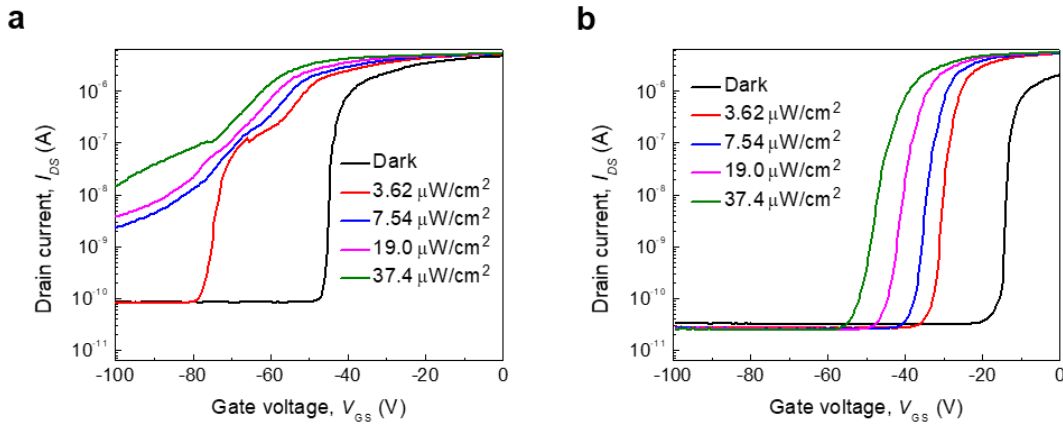 a
Drain current, I_DS (A)
10⁻⁶
10⁻⁷
10⁻⁸
10⁻⁹
10⁻¹⁰
10⁻¹¹
Dark
3.62 μW/cm²
7.54 μW/cm²
19.0 μW/cm²
37.4 μW/cm²
-100 -80 -60 -40 -20 0
Gate voltage, V_GS (V)
b
Drain current, I_DS (A)
10⁻⁶
10⁻⁷
10⁻⁸
10⁻⁹
10⁻¹⁰
10⁻¹¹
Dark
3.62 μW/cm²
7.54 μW/cm²
19.0 μW/cm²
37.4 μW/cm²
-100 -80 -60 -40 -20 0
Gate voltage, V_GS (V)